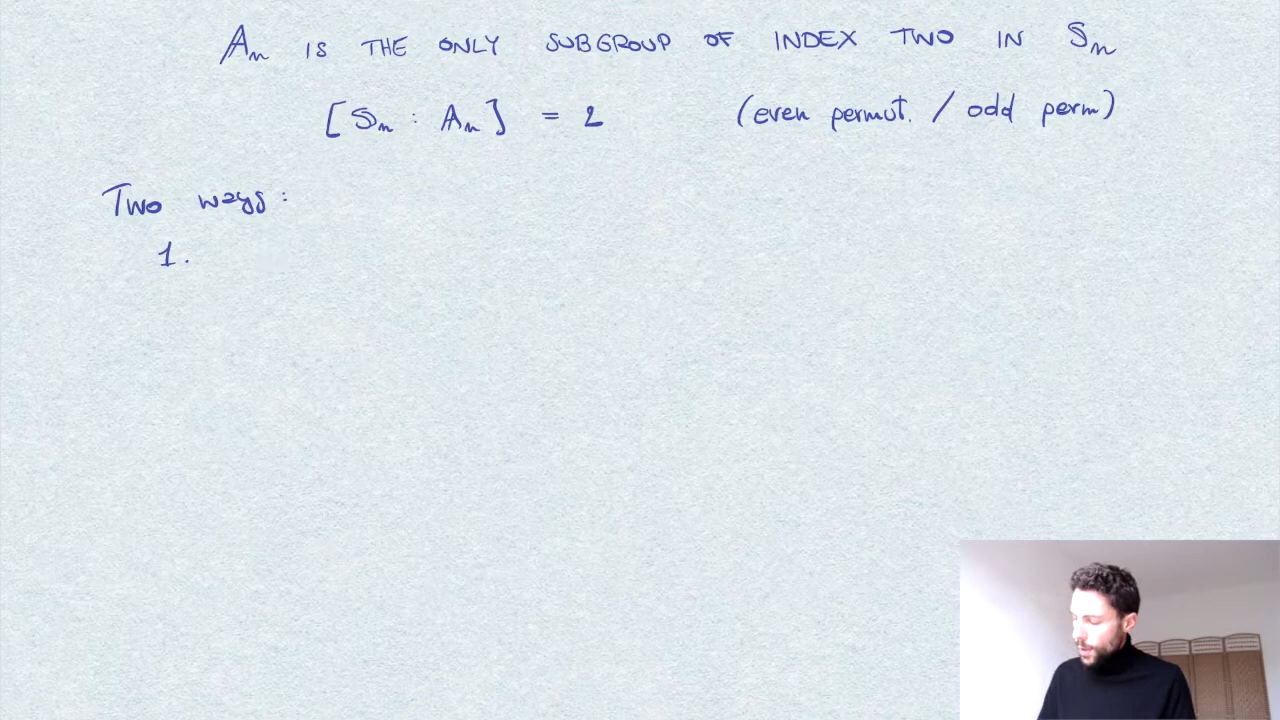 An IS THE ONLY SUBGROUP OF INDEX TWO IN Sn
[Sn : An] = 2 (even permut. / odd perm)
Two ways:
1.